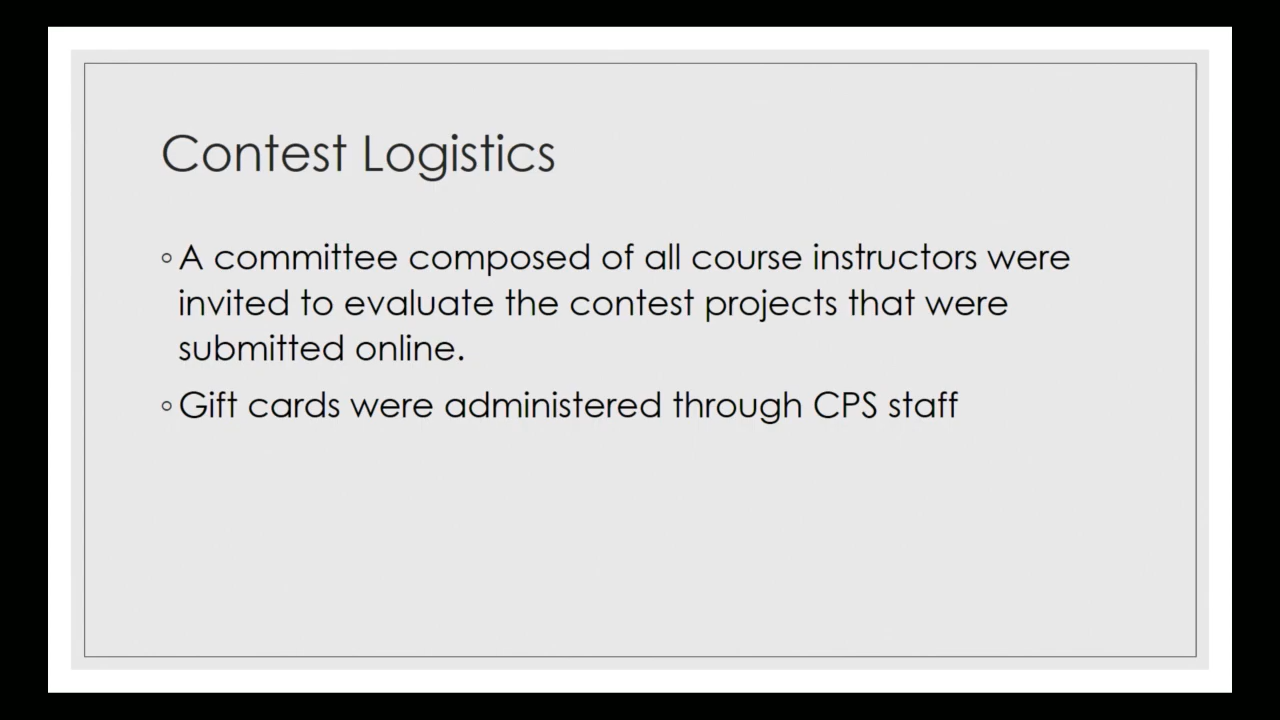 Contest Logistics
◦ A committee composed of all course instructors were
invited to evaluate the contest projects that were
submitted online.
◦ Gift cards were administered through CPS staff